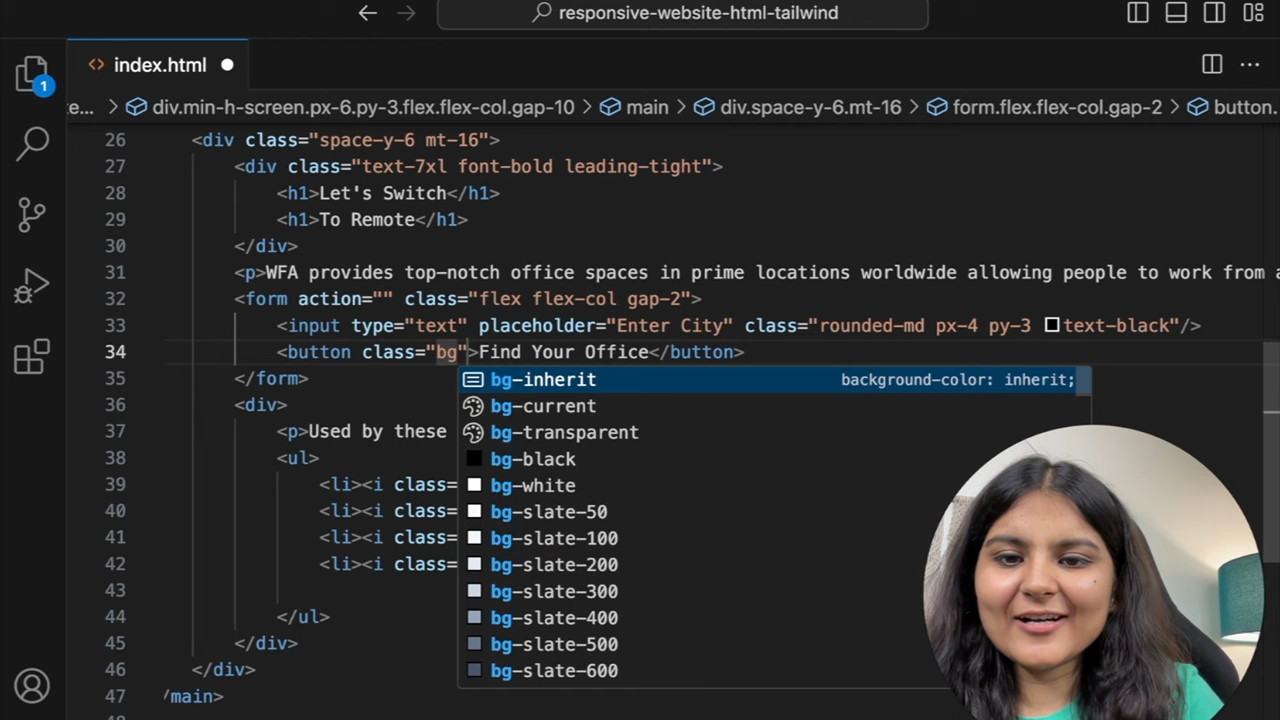 responsive-website-html-tailwind
1
index.html
e... > div.min-h-screen.px-6.py-3.flex.flex-col.gap-10 > main > div.space-y-6.mt-16 > form.flex.flex-col.gap-2 > button.
26 <div class="space-y-6 mt-16">
27 <div class="text-7xl font-bold leading-tight">
28 <h1>Let's Switch</h1>
29 <h1>To Remote</h1>
30 </div>
31 <p>WFA provides top-notch office spaces in prime locations worldwide allowing people to work from a
32 <form action="" class="flex flex-col gap-2">
33 <input type="text" placeholder="Enter City" class="rounded-md px-4 py-3 text-black"/>
34 <button class="bg">Find Your Office</button>
35 </form>
bg-inherit background-color: inherit;
36 <div>
bg-current
37 <p>Used by these
bg-transparent
38 <ul>
bg-black
39 <li><i class=
bg-white
40 <li><i class=
bg-slate-50
41 <li><i class=
bg-slate-100
42 <li><i class=
bg-slate-200
43
bg-slate-300
44 </ul>
bg-slate-400
45 </div>
bg-slate-500
46 </div>
bg-slate-600
47 /main>